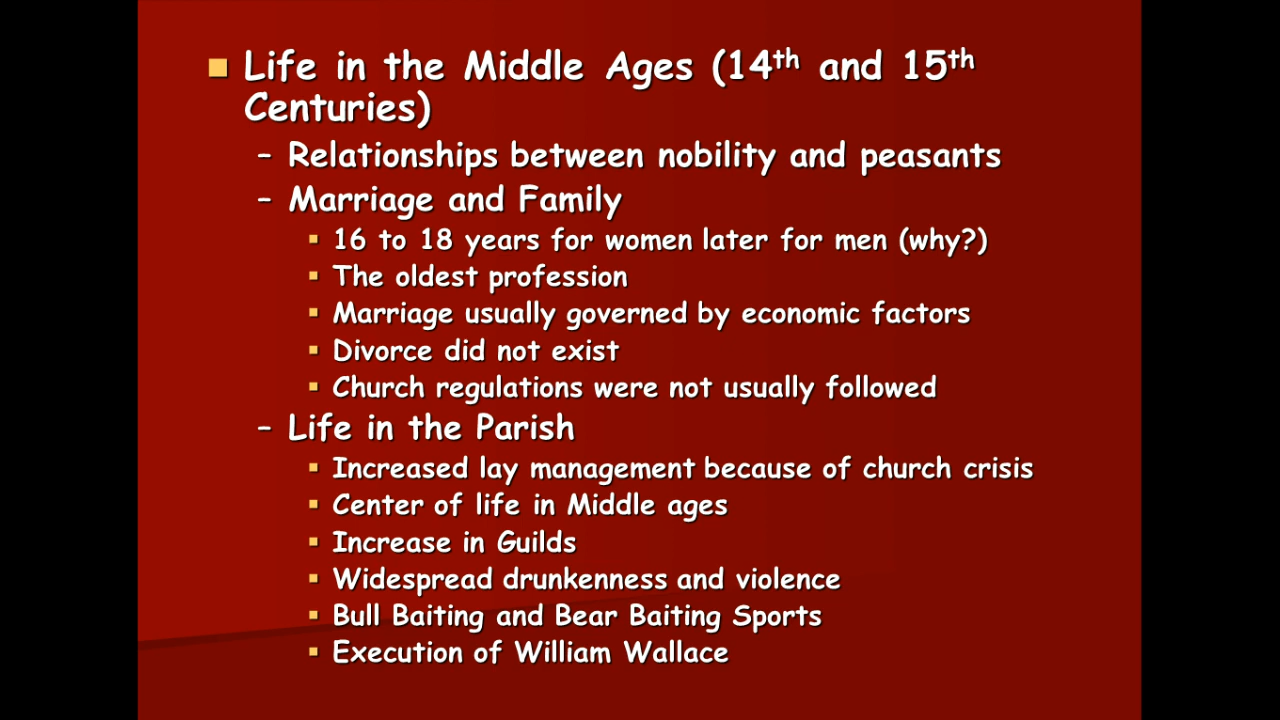 Life in the Middle Ages (14th and 15th
Centuries)
– Relationships between nobility and peasants
– Marriage and Family
16 to 18 years for women later for men (why?)
The oldest profession
Marriage usually governed by economic factors
Divorce did not exist
Church regulations were not usually followed
– Life in the Parish
Increased lay management because of church crisis
Center of life in Middle ages
Increase in Guilds
Widespread drunkenness and violence
Bull Baiting and Bear Baiting Sports
Execution of William Wallace